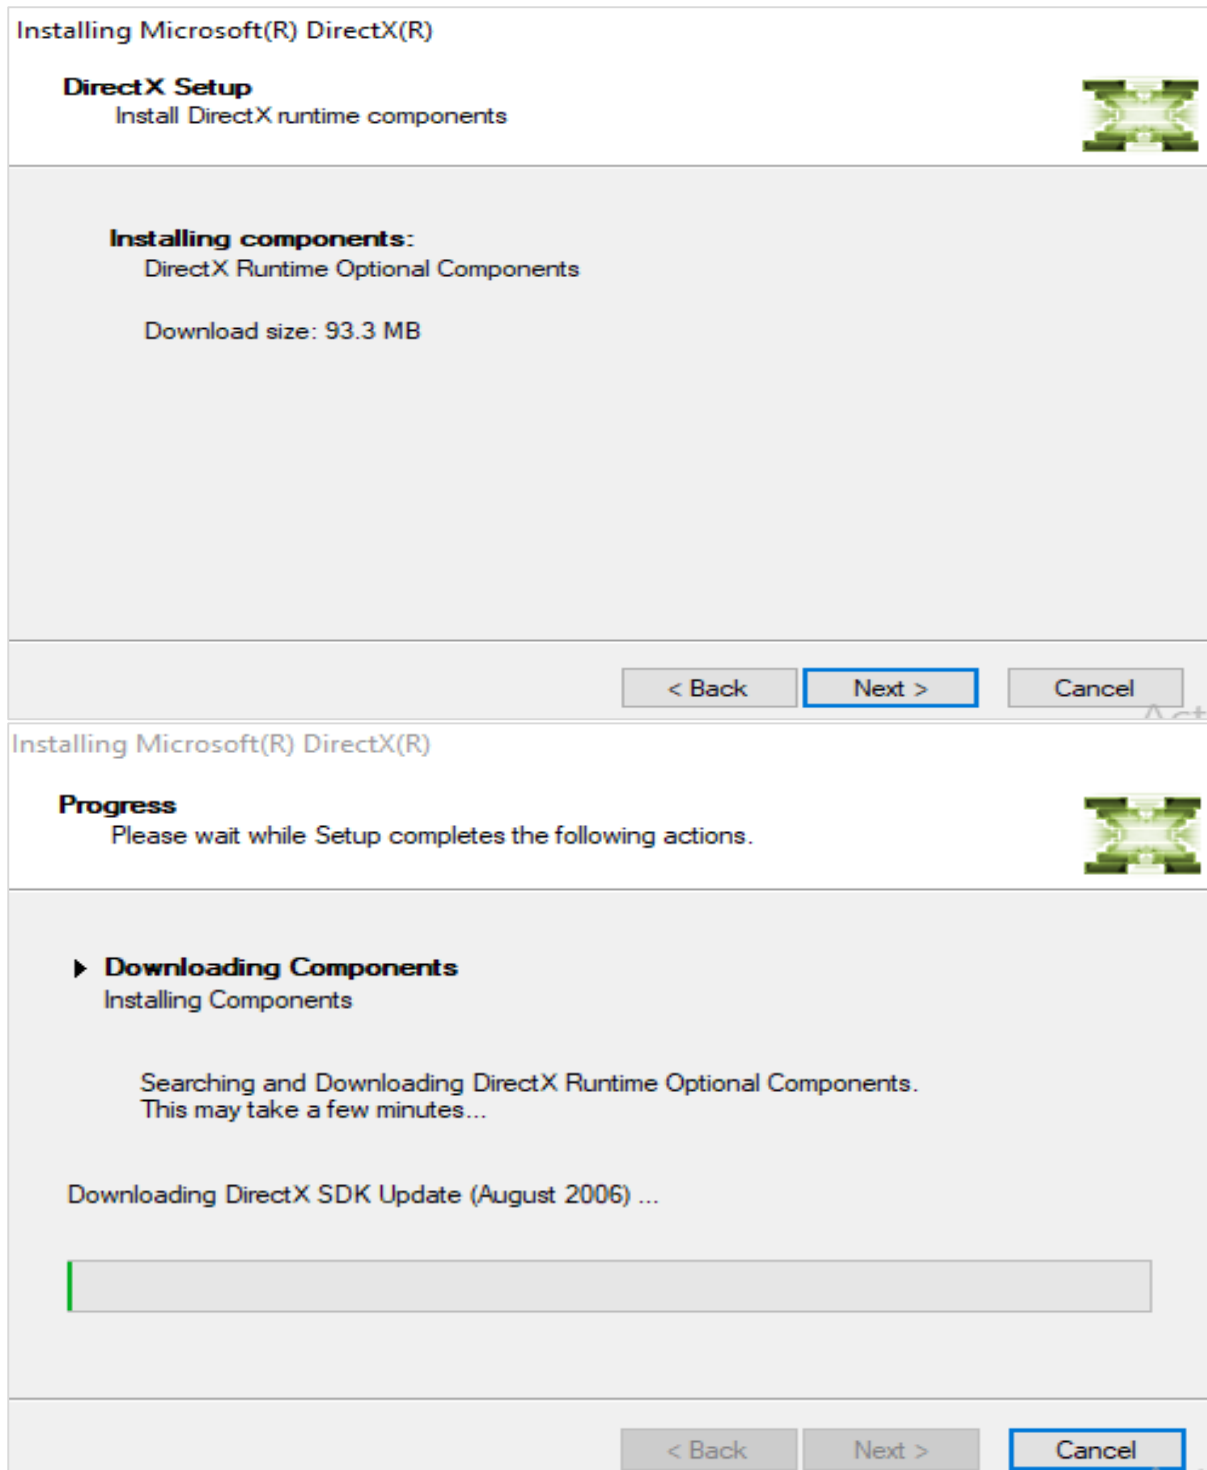 Installing Microsoft(R) DirectX(R)
DirectX Setup
Install DirectX runtime components
Installing components:
DirectX Runtime Optional Components
Download size: 93.3 MB
< Back Next > Cancel
Installing Microsoft(R) DirectX(R)
Progress
Please wait while Setup completes the following actions.
Downloading Components
Installing Components
Searching and Downloading DirectX Runtime Optional Components.
This may take a few minutes...
Downloading DirectX SDK Update (August 2006) ...
< Back Next > Cancel